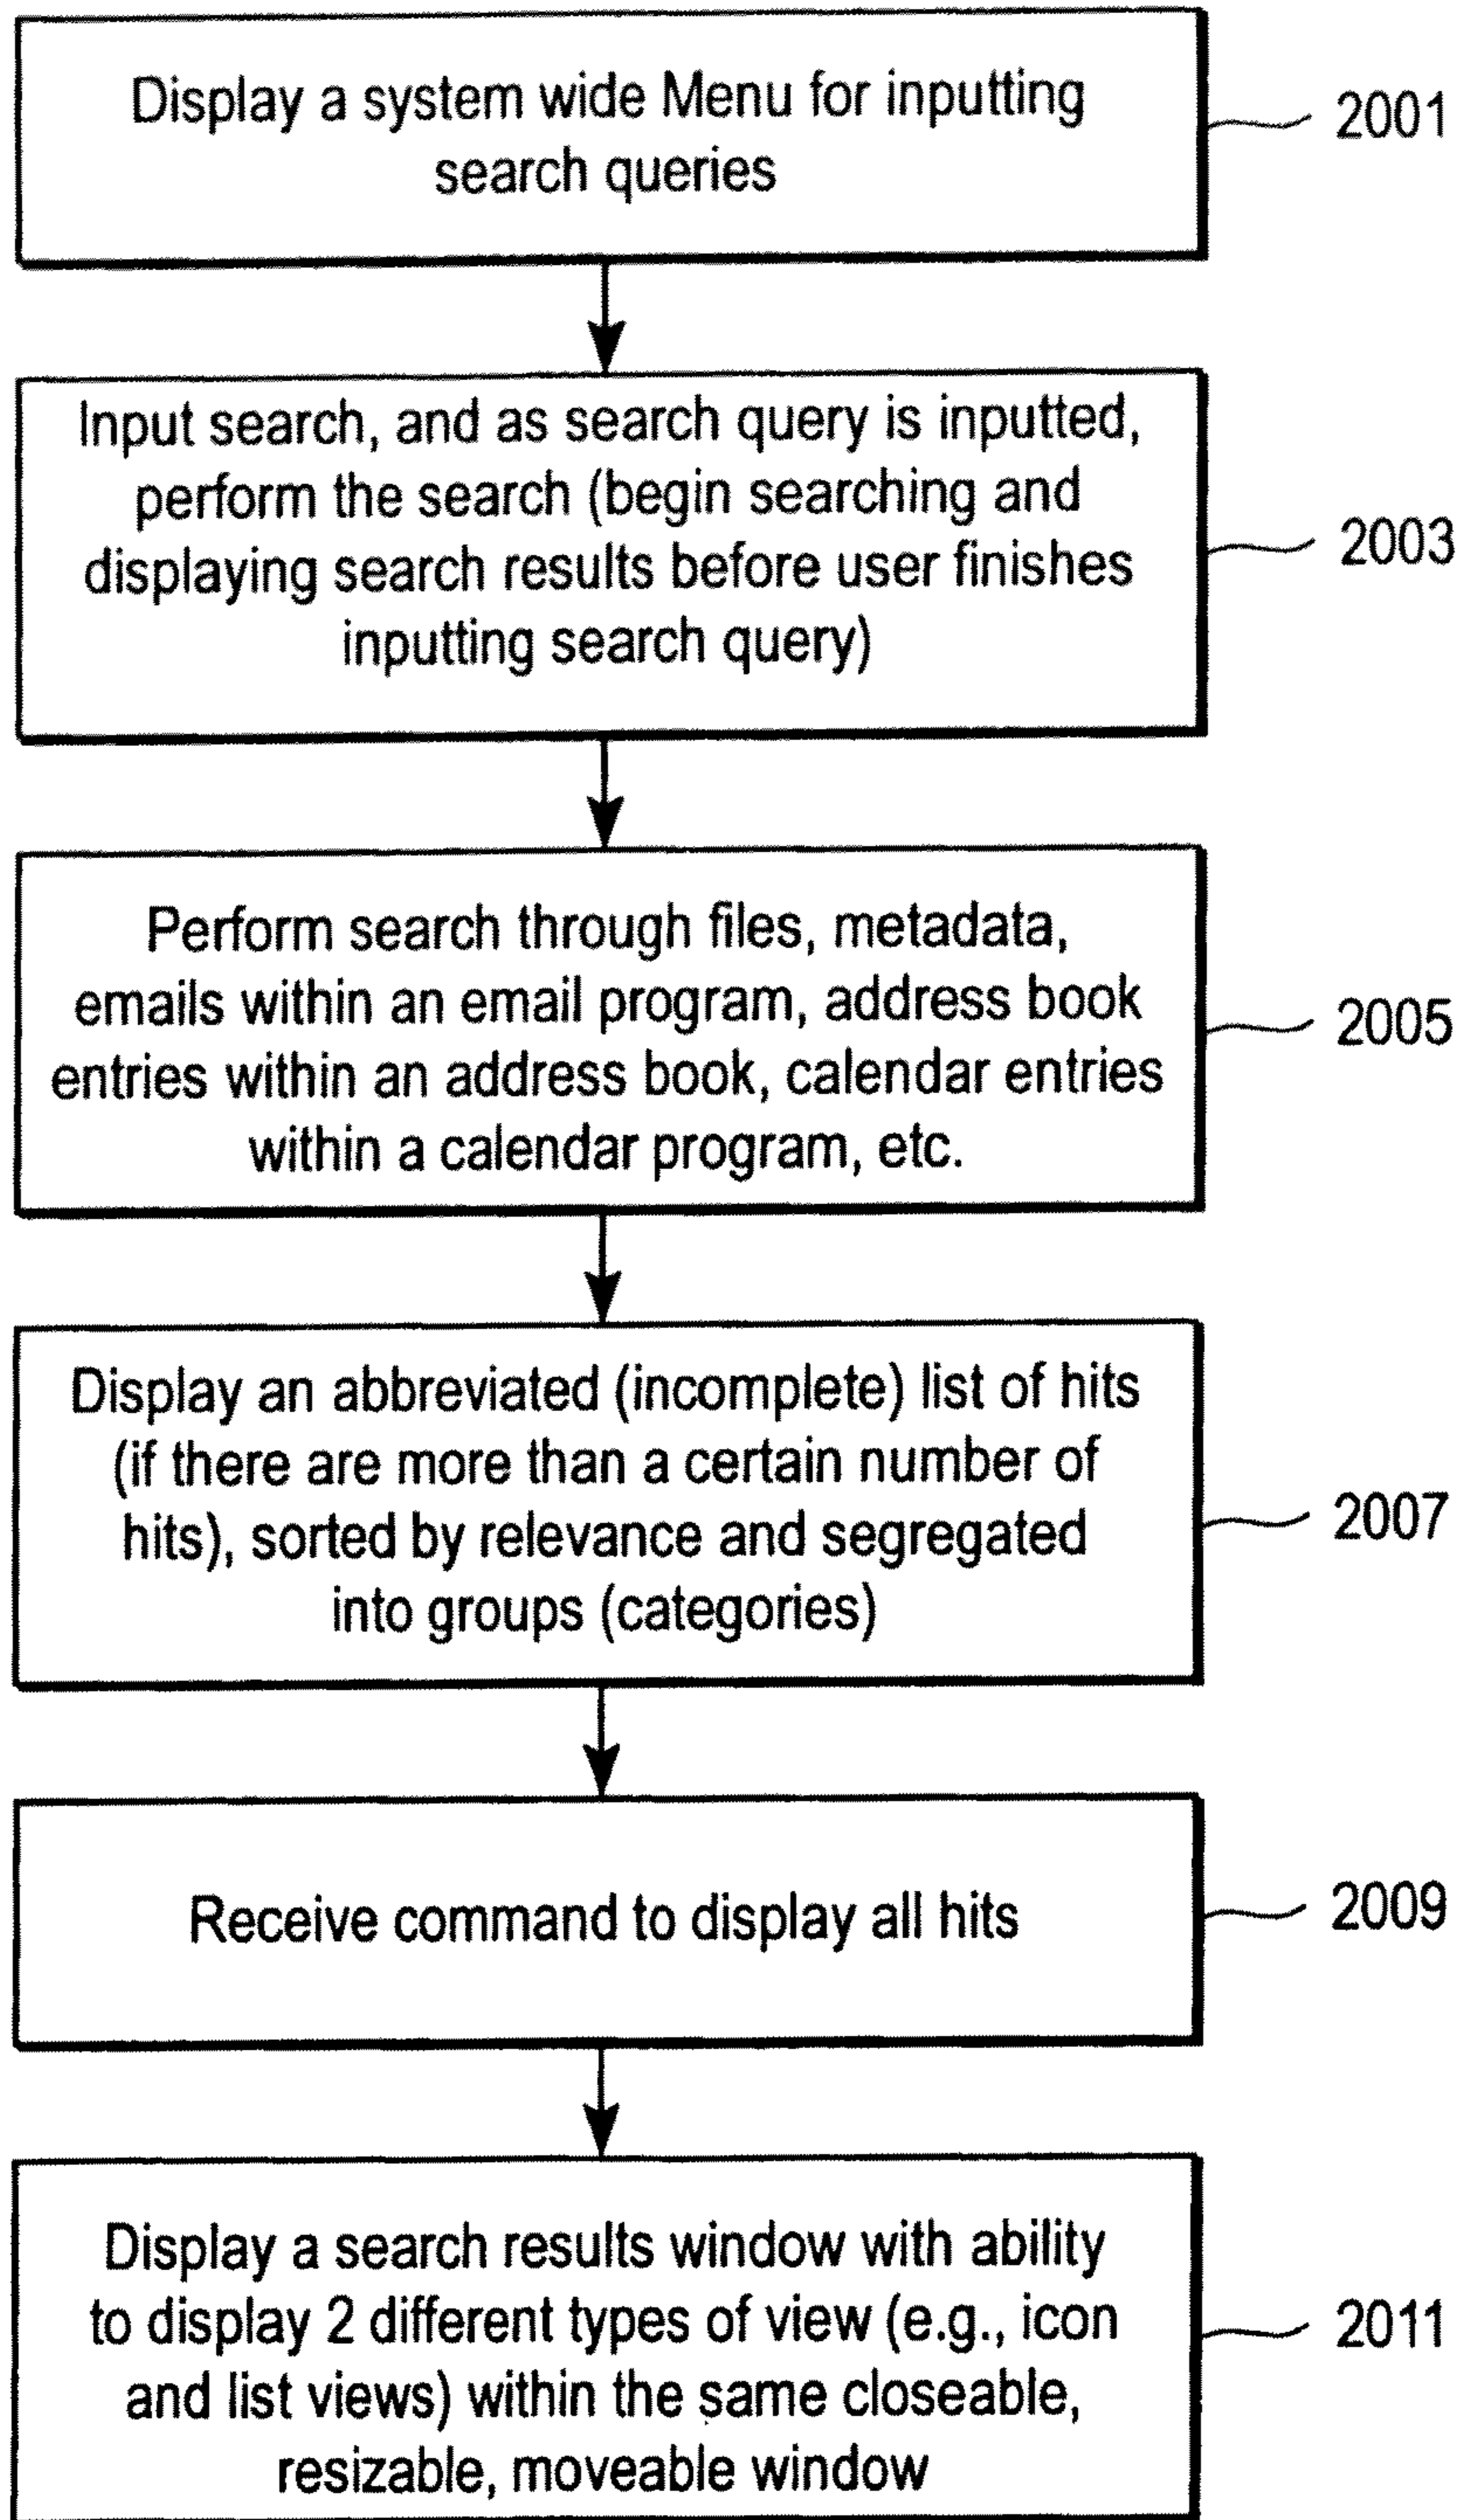 Display a system wide Menu for inputting
search queries
2001
Input search, and as search query is inputted,
perform the search (begin searching and
displaying search results before user finishes
inputting search query)
2003
Perform search through files, metadata,
emails within an email program, address book
entries within an address book, calendar entries
within a calendar program, etc.
2005
Display an abbreviated (incomplete) list of hits
(if there are more than a certain number of
hits), sorted by relevance and segregated
into groups (categories)
2007
Receive command to display all hits
2009
Display a search results window with ability
to display 2 different types of view (e.g., icon
and list views) within the same closeable,
resizable, moveable window
2011